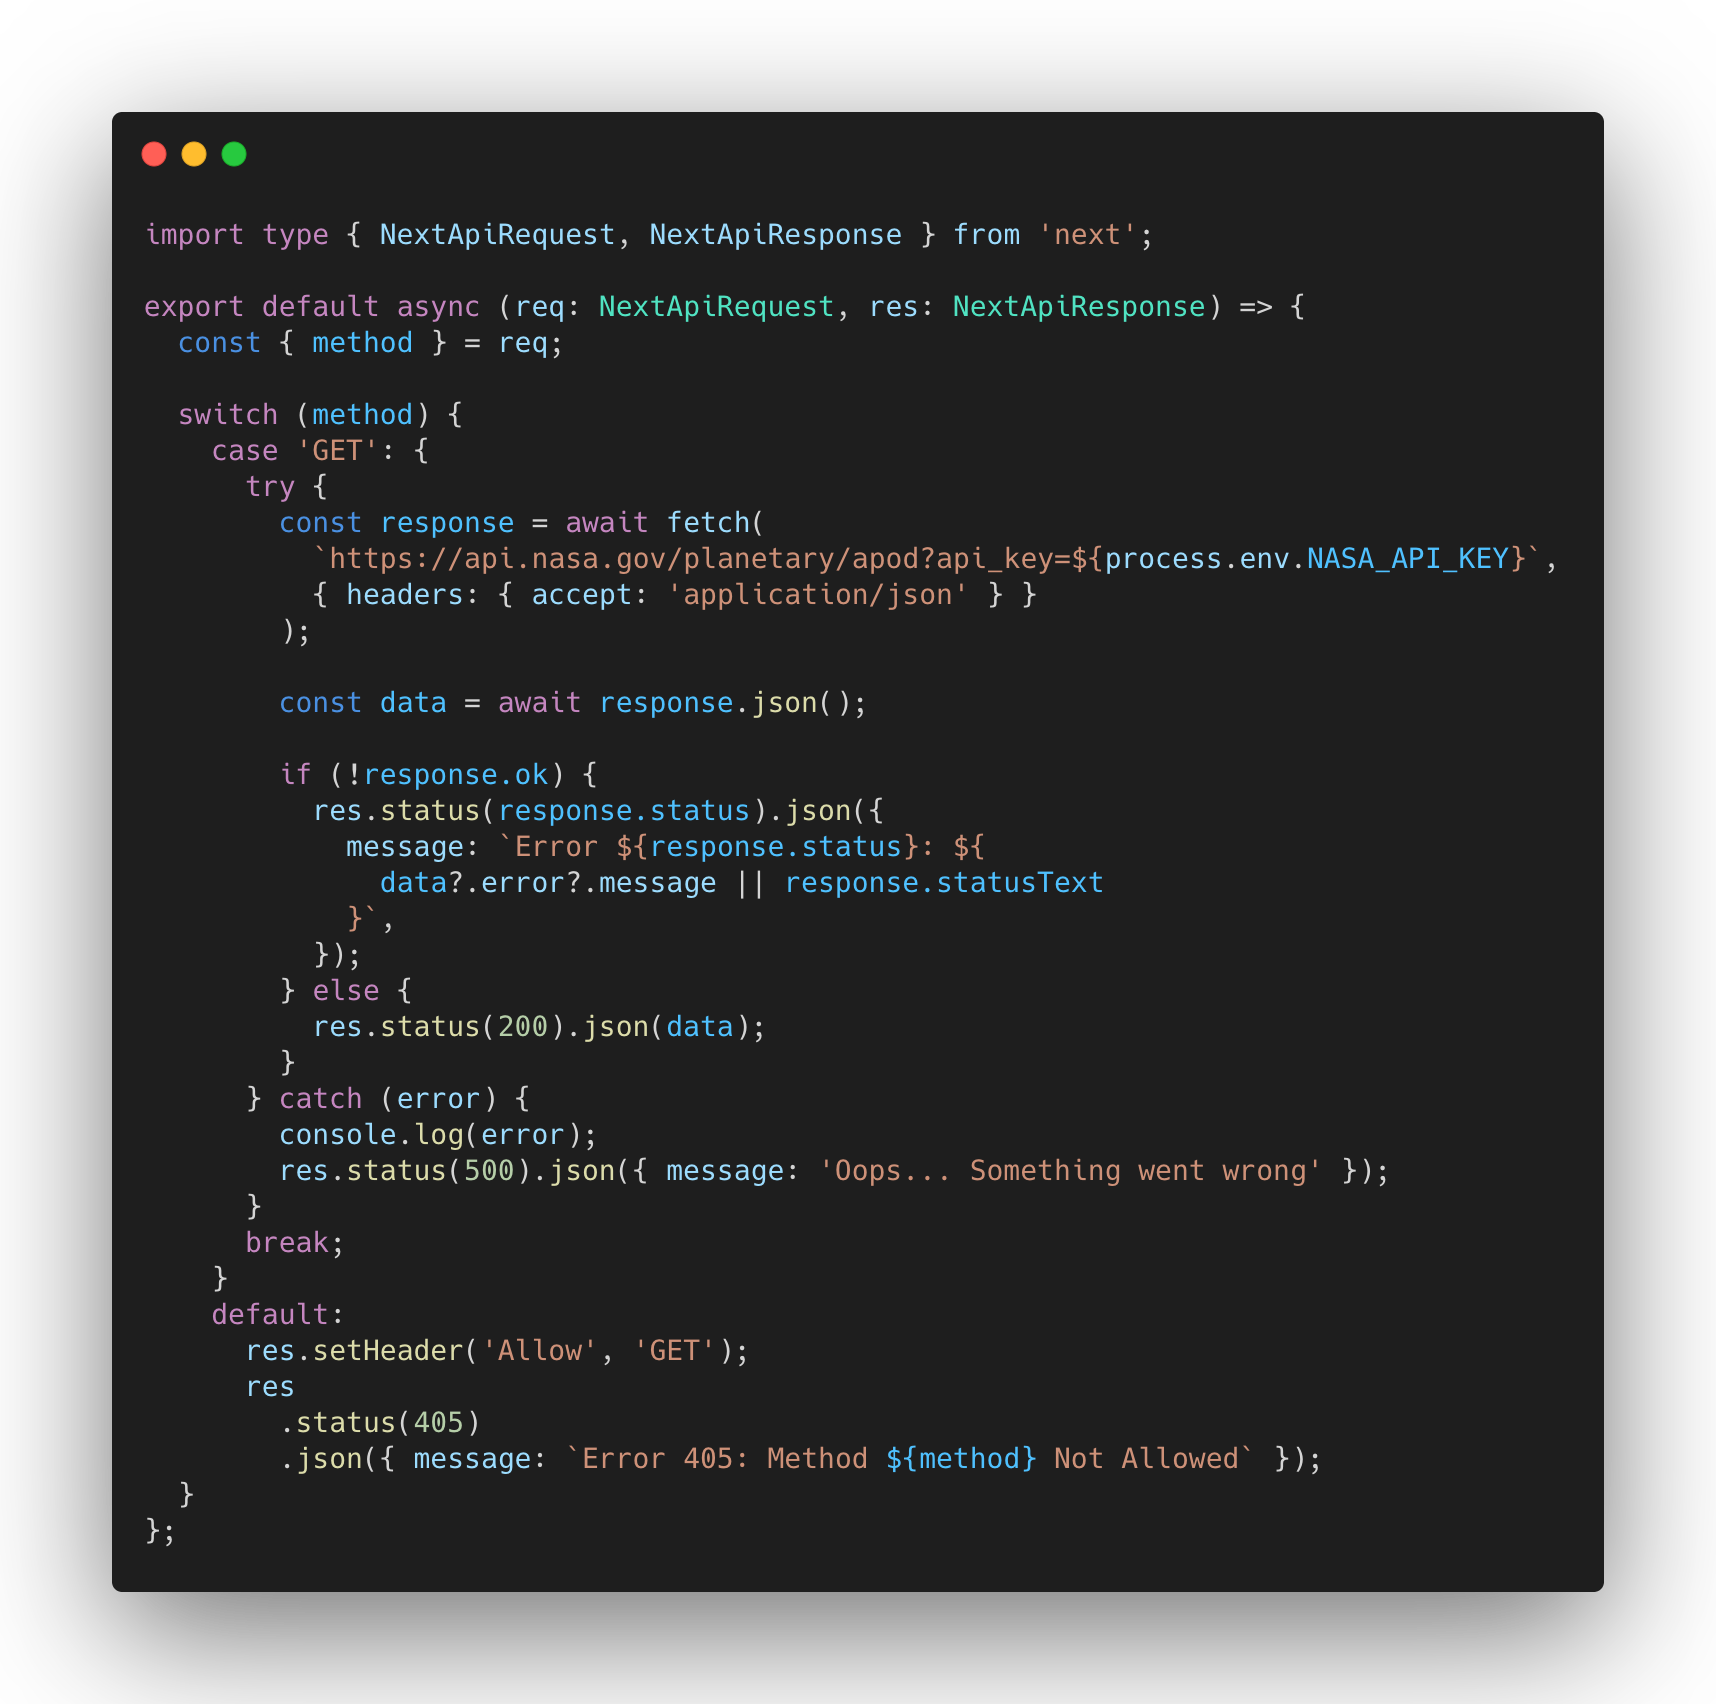 import type { NextApiRequest, NextApiResponse } from 'next';

export default async (req: NextApiRequest, res: NextApiResponse) => {
  const { method } = req;

  switch (method) {
    case 'GET': {
      try {
        const response = await fetch(
          `https://api.nasa.gov/planetary/apod?api_key=${process.env.NASA_API_KEY}`,
          { headers: { accept: 'application/json' } }
        );

        const data = await response.json();

        if (!response.ok) {
          res.status(response.status).json({
            message: `Error ${response.status}: ${
              data?.error?.message || response.statusText
            }`,
          });
        } else {
          res.status(200).json(data);
        }
      } catch (error) {
        console.log(error);
        res.status(500).json({ message: 'Oops... Something went wrong' });
      }
      break;
    }
    default:
      res.setHeader('Allow', 'GET');
      res
        .status(405)
        .json({ message: `Error 405: Method ${method} Not Allowed` });
  }
};